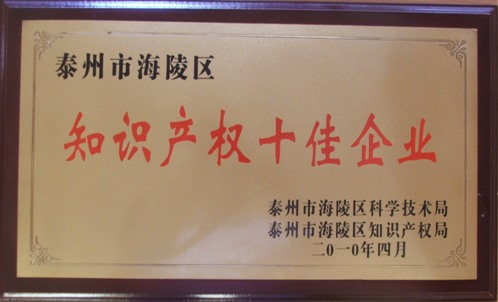 泰州市海陵区
知识产权十佳企业
泰州市海陵区科学技术局
泰州市海陵区知识产权局
二0一0年四月